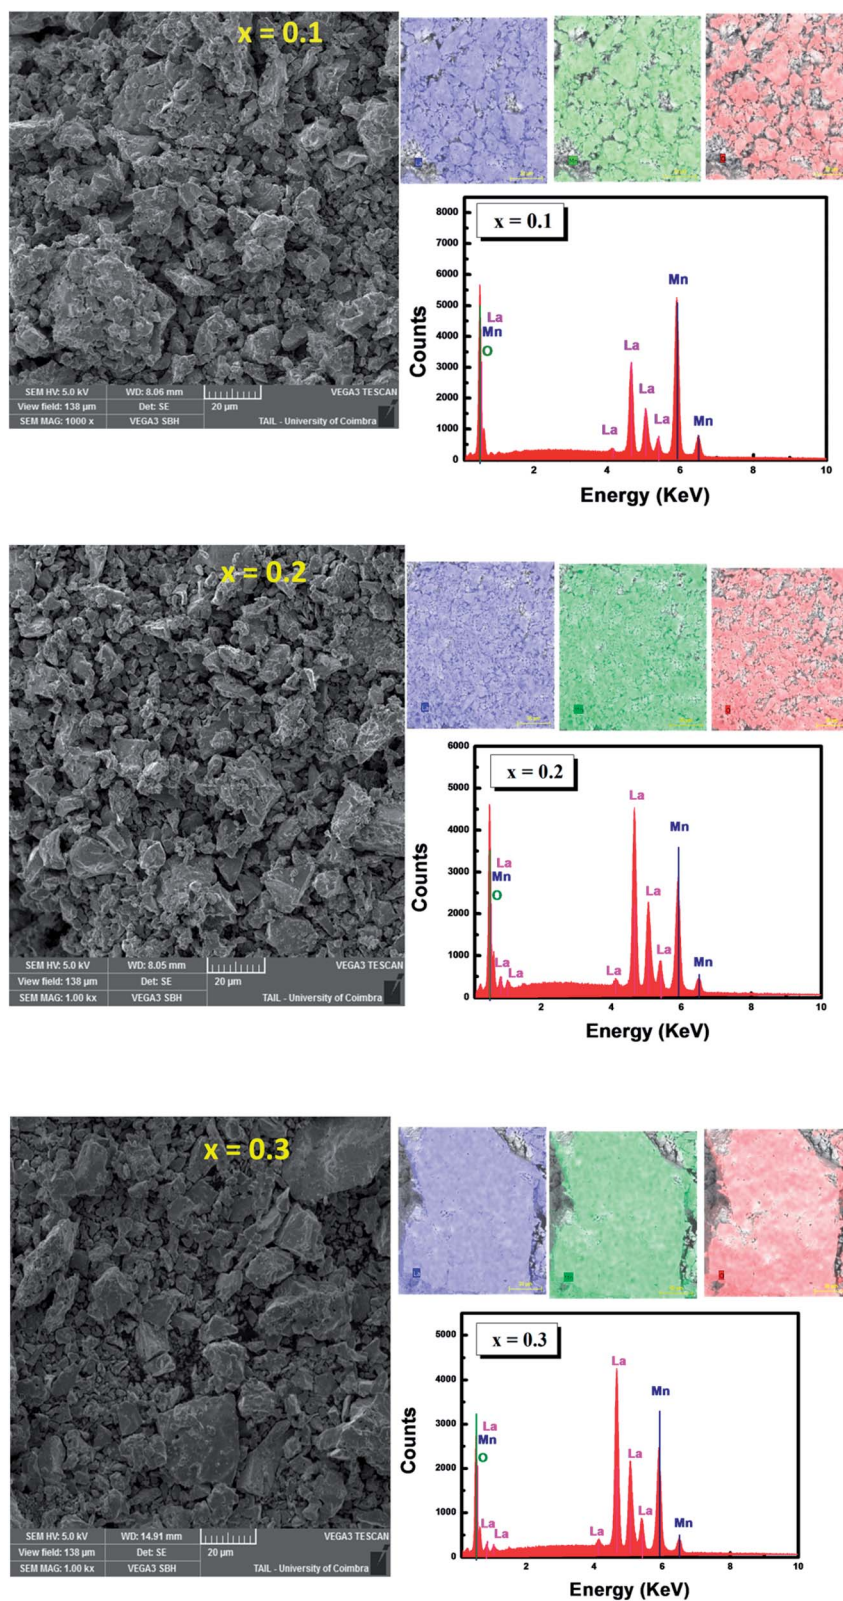 x = 0.1
SEM HV: 5.0 kV WD: 8.06 mm VEGA3 TESCAN
View field: 138 µm Det: SE 20 µm
SEM MAG: 1000 x VEGA3 SBH TAIL - University of Coimbra
x = 0.1
8000
7000
6000
5000
4000
3000
2000
1000
0
Counts
La
Mn
O
La
La
La
La
Mn
Mn
2 4 6 8 10
Energy (KeV)
x = 0.2
SEM HV: 5.0 kV WD: 8.05 mm VEGA3 TESCAN
View field: 138 µm Det: SE 20 µm
SEM MAG: 1.00 kx VEGA3 SBH TAIL - University of Coimbra
x = 0.2
6000
5000
4000
3000
2000
1000
0
Counts
La
Mn
O
La
La
La
La
La
La
Mn
Mn
2 4 6 8 10
Energy (KeV)
x = 0.3
SEM HV: 5.0 kV WD: 14.91 mm VEGA3 TESCAN
View field: 138 µm Det: SE 20 µm
SEM MAG: 1.00 kx VEGA3 SBH TAIL - University of Coimbra
x = 0.3
5000
4000
3000
2000
1000
0
Counts
La
Mn
O
La
La
La
La
La
La
Mn
Mn
2 4 6 8 10
Energy (KeV)